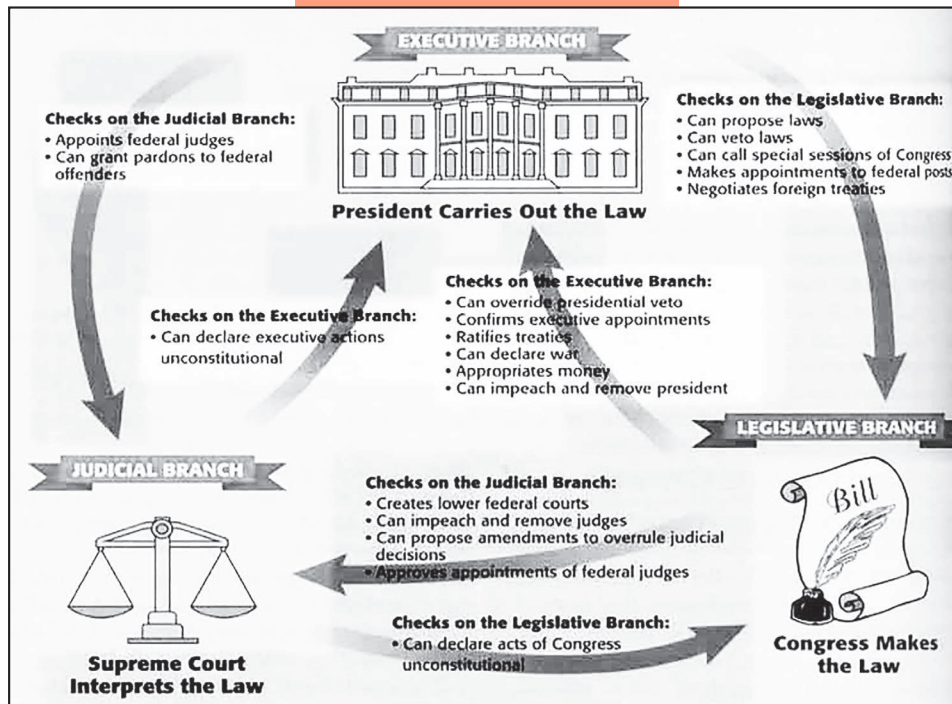 EXECUTIVE BRANCH
President Carries Out the Law
Checks on the Judicial Branch:
• Appoints federal judges
• Can grant pardons to federal
offenders
Checks on the Legislative Branch:
• Can propose laws
• Can veto laws
• Can call special sessions of Congress
• Makes appointments to federal posts
• Negotiates foreign treaties
Checks on the Executive Branch:
• Can declare executive actions
unconstitutional
Checks on the Executive Branch:
• Can override presidential veto
• Confirms executive appointments
• Ratifies treaties
• Can declare war
• Appropriates money
• Can impeach and remove president
JUDICIAL BRANCH
Supreme Court
Interprets the Law
Checks on the Judicial Branch:
• Creates lower federal courts
• Can impeach and remove judges
• Can propose amendments to overrule judicial
decisions
• Approves appointments of federal judges
Checks on the Legislative Branch:
• Can declare acts of Congress
unconstitutional
LEGISLATIVE BRANCH
Bill
Congress Makes
the Law